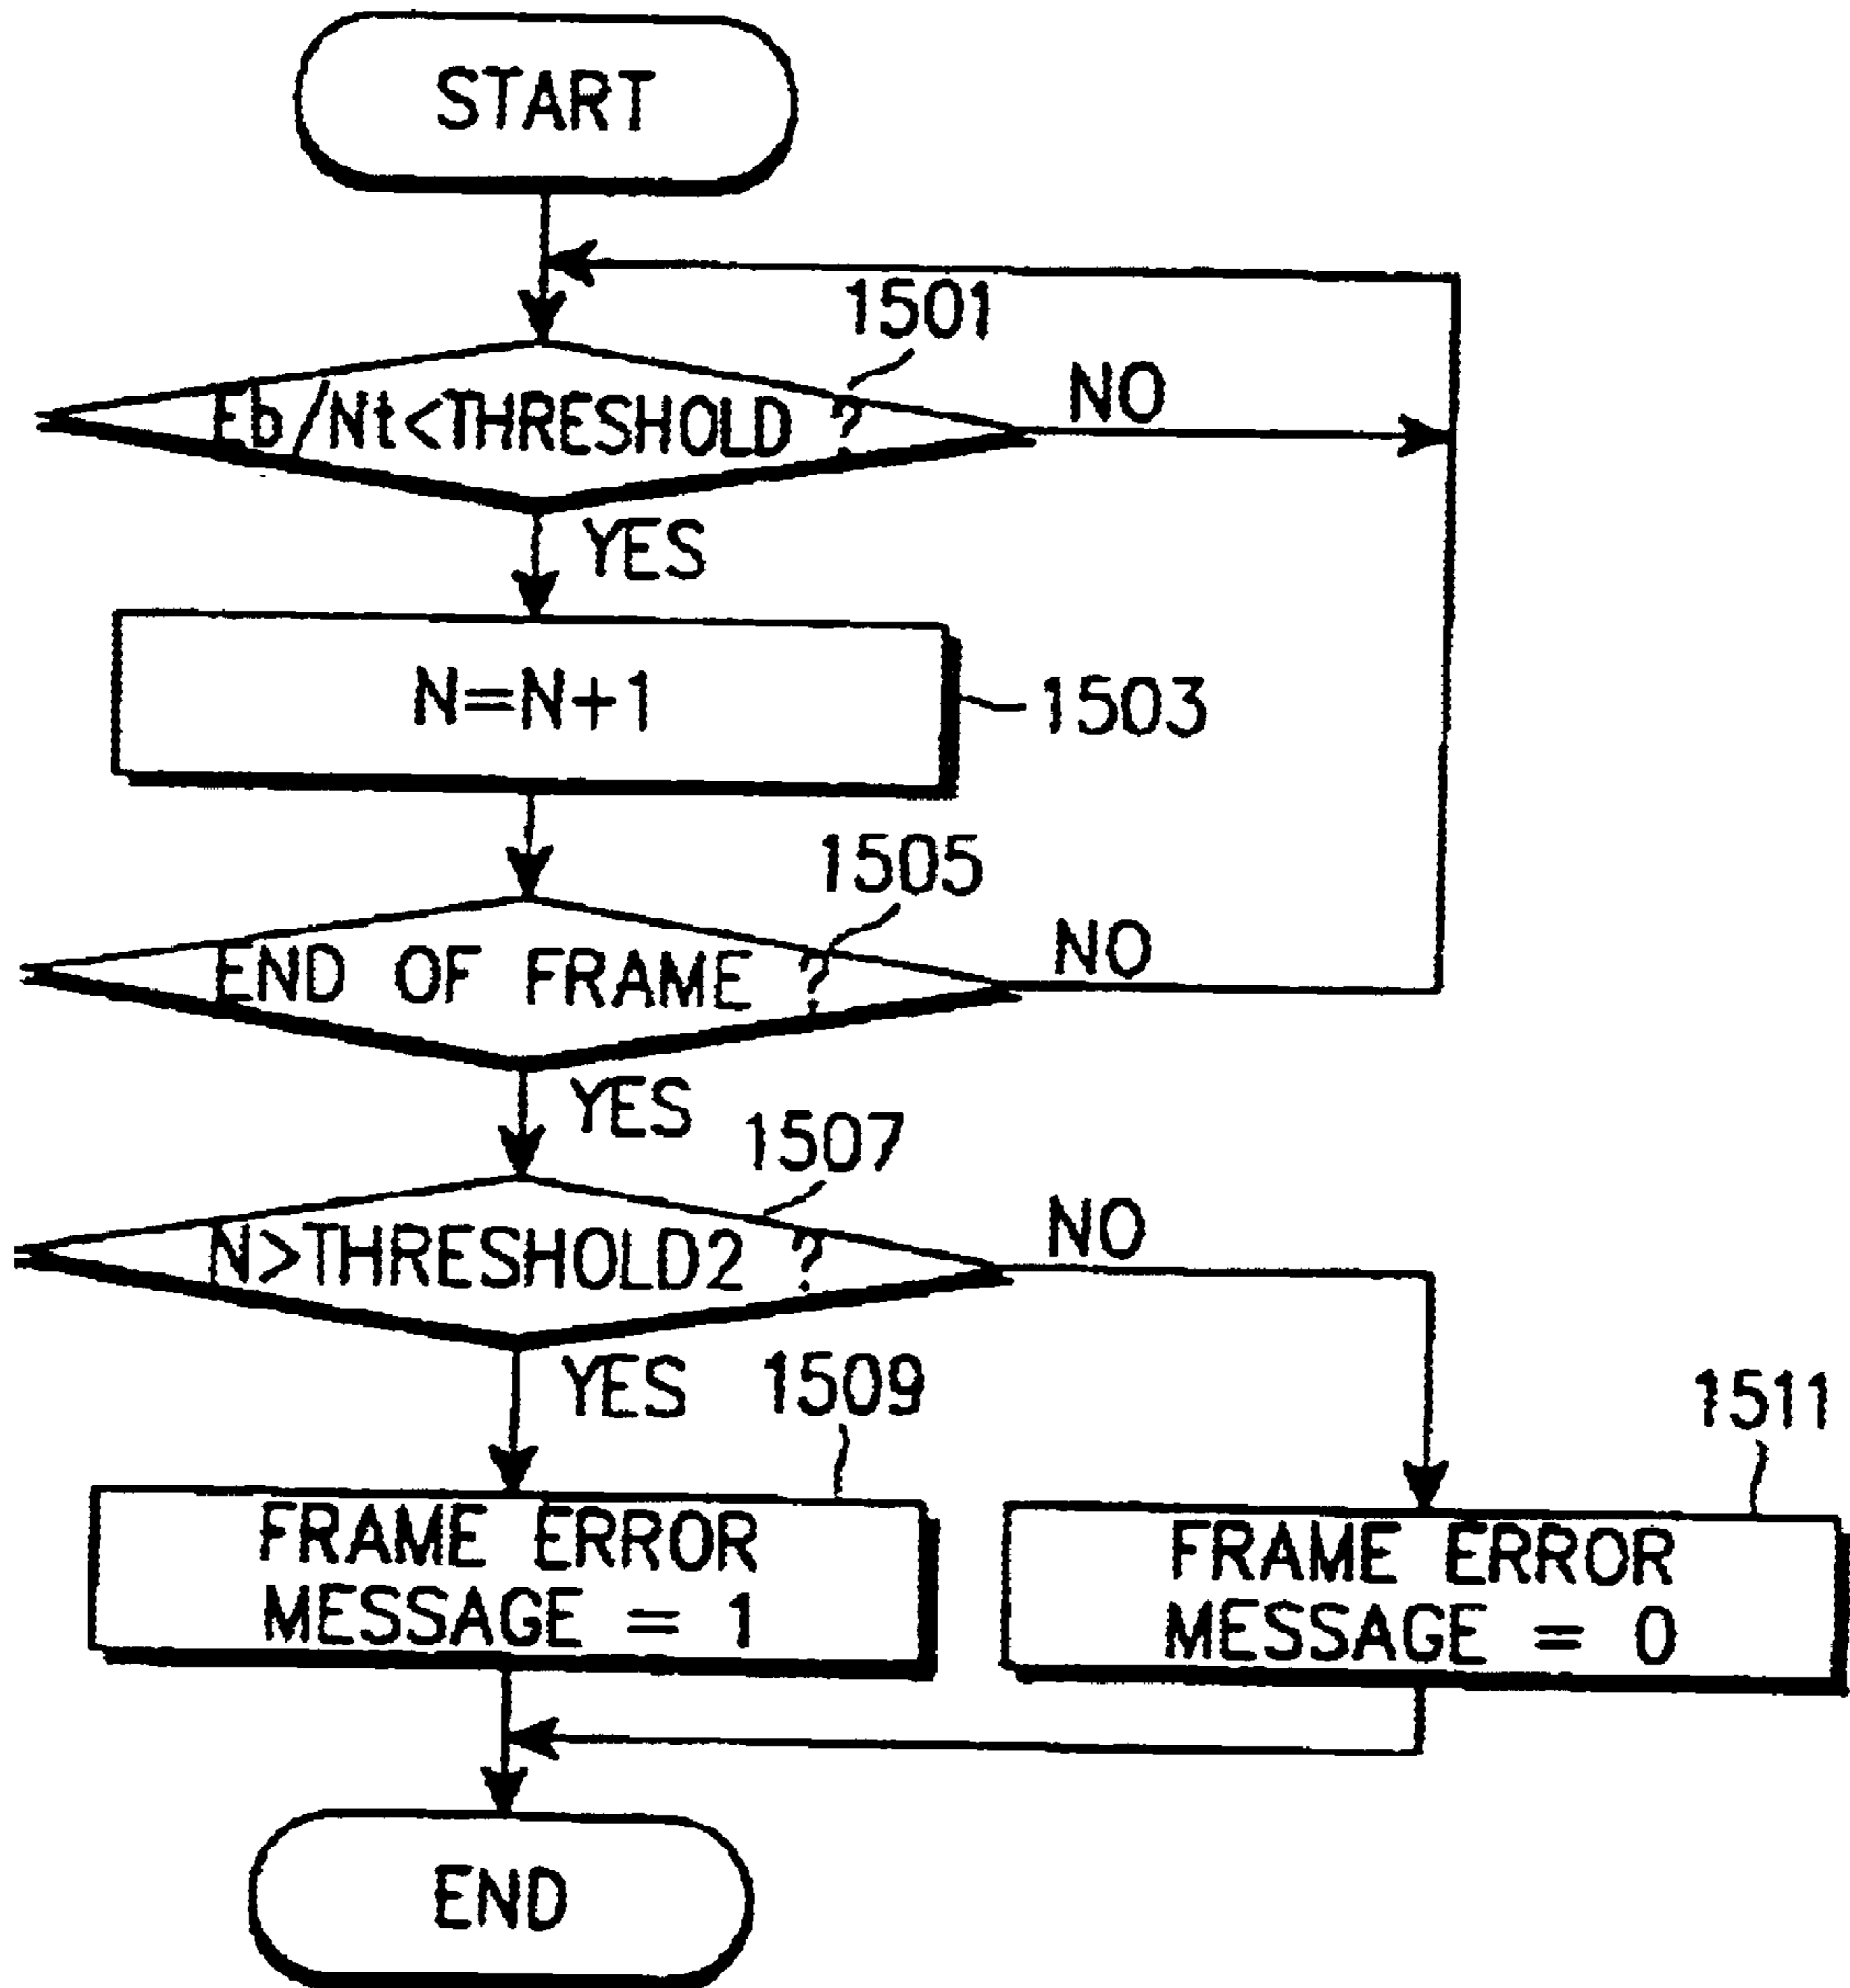 START
1501
Eb/Nt<THRESHOLD ?
NO
YES
N=N+1
1503
1505
END OF FRAME ?
NO
YES
1507
N>THRESHOLD2 ?
NO
YES
1509
1511
FRAME ERROR
MESSAGE = 1
FRAME ERROR
MESSAGE = 0
END